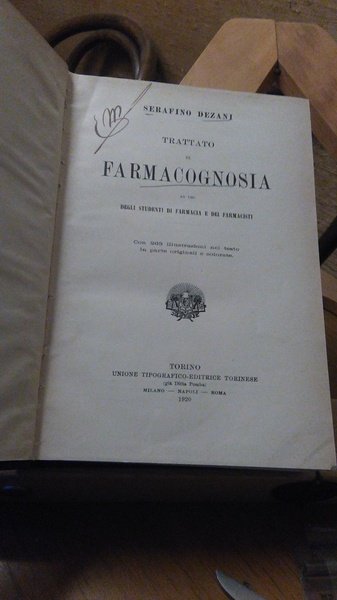 SERAFINO DEZANI
TRATTATO
DI
FARMACOGNOSIA
AD USO
DEGLI STUDENTI DI FARMACIA E DEI FARMACISTI
Con 263 illustrazioni nel testo
in parte originali e colorate.
TORINO
UNIONE TIPOGRAFICO-EDITRICE TORINESE
(già Ditta Pomba)
MILANO — NAPOLI — ROMA
1920